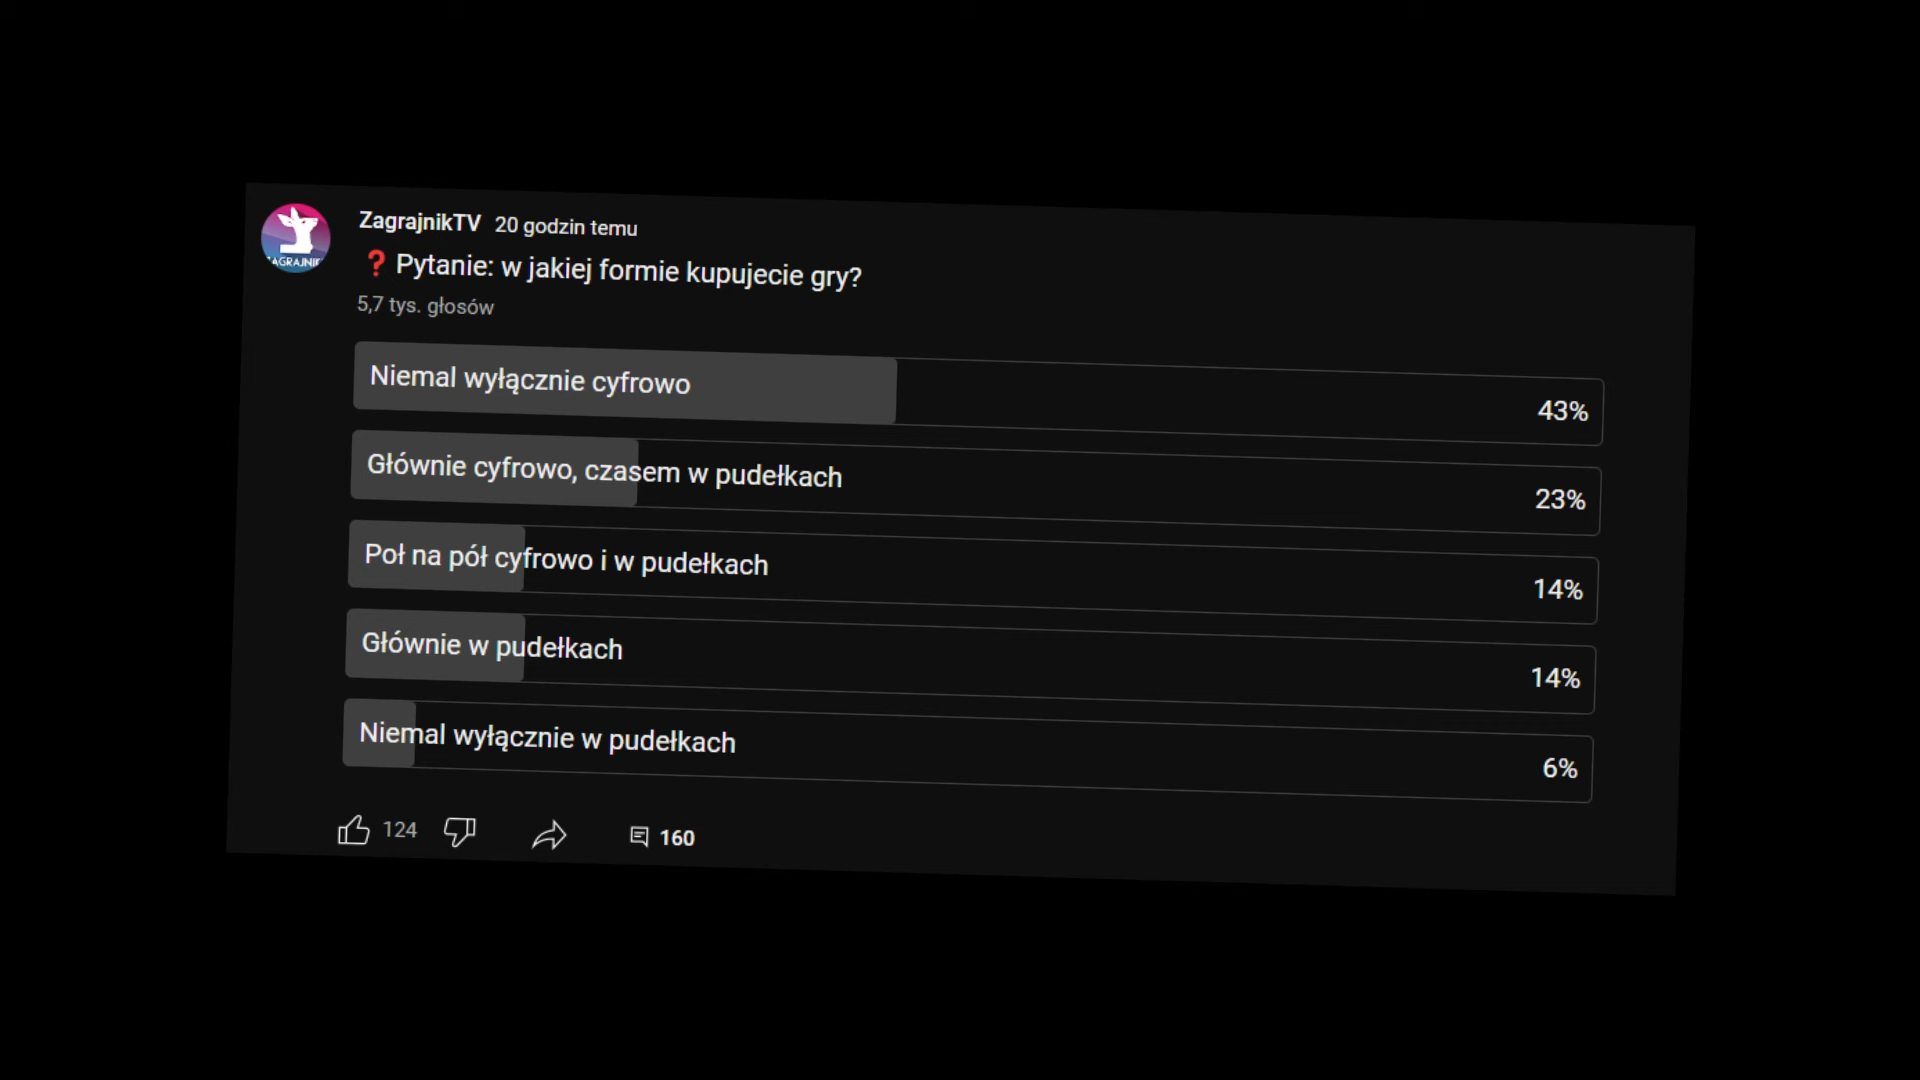 ZagrajnikTV 20 godzin temu
❓ Pytanie: w jakiej formie kupujecie gry?
5,7 tys. głosów
Niemal wyłącznie cyfrowo
43%
Głównie cyfrowo, czasem w pudełkach
23%
Poł na pół cyfrowo i w pudełkach
14%
Głównie w pudełkach
14%
Niemal wyłącznie w pudełkach
6%
124
160